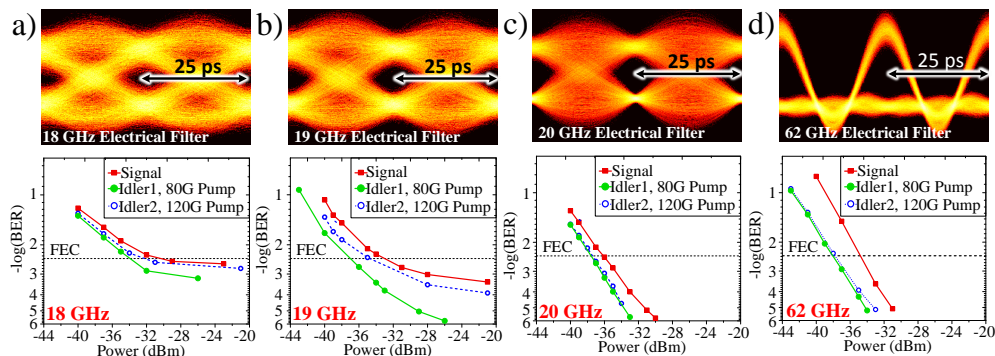 a)
25 ps
18 GHz Electrical Filter
b)
25 ps
19 GHz Electrical Filter
c)
25 ps
20 GHz Electrical Filter
d)
25 ps
62 GHz Electrical Filter
-log(BER)
1
2
3
4
5
6
Signal
Idler1, 80G Pump
Idler2, 120G Pump
FEC
18 GHz
-44 -40 -36 -32 -28 -24 -20
Power (dBm)
-log(BER)
1
2
3
4
5
6
Signal
Idler1, 80G Pump
Idler2, 120G Pump
FEC
19 GHz
-44 -40 -36 -32 -28 -24 -20
Power (dBm)
-log(BER)
1
2
3
4
5
6
Signal
Idler1, 80G Pump
Idler2, 120G Pump
FEC
20 GHz
-44 -40 -36 -32 -28 -24 -20
Power (dBm)
-log(BER)
1
2
3
4
5
6
Signal
Idler1, 80G Pump
Idler2, 120G Pump
FEC
62 GHz
-44 -40 -36 -32 -28 -24 -20
Power (dBm)